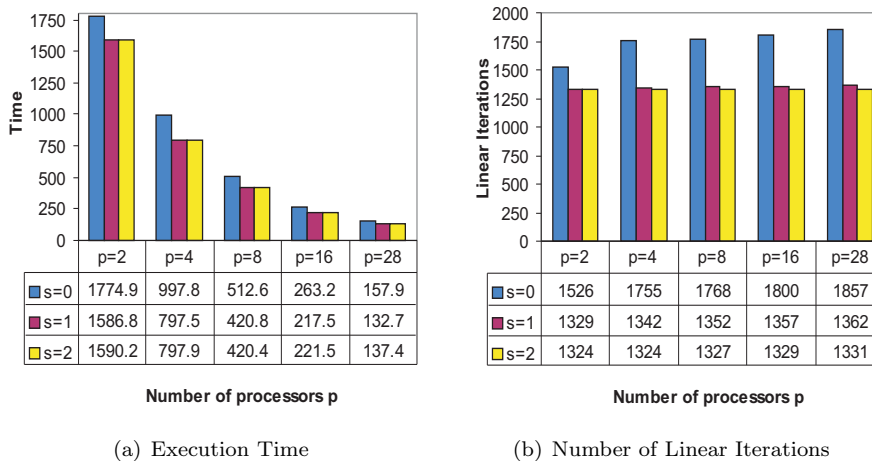 1750
1500
1250
1000
750
500
250
0
Time
p=2 p=4 p=8 p=16 p=28
s=0 1774.9 997.8 512.6 263.2 157.9
s=1 1586.8 797.5 420.8 217.5 132.7
s=2 1590.2 797.9 420.4 221.5 137.4
Number of processors p
(a) Execution Time
2000
1750
1500
1250
1000
750
500
250
0
Linear Iterations
p=2 p=4 p=8 p=16 p=28
s=0 1526 1755 1768 1800 1857
s=1 1329 1342 1352 1357 1362
s=2 1324 1324 1327 1329 1331
Number of processors p
(b) Number of Linear Iterations